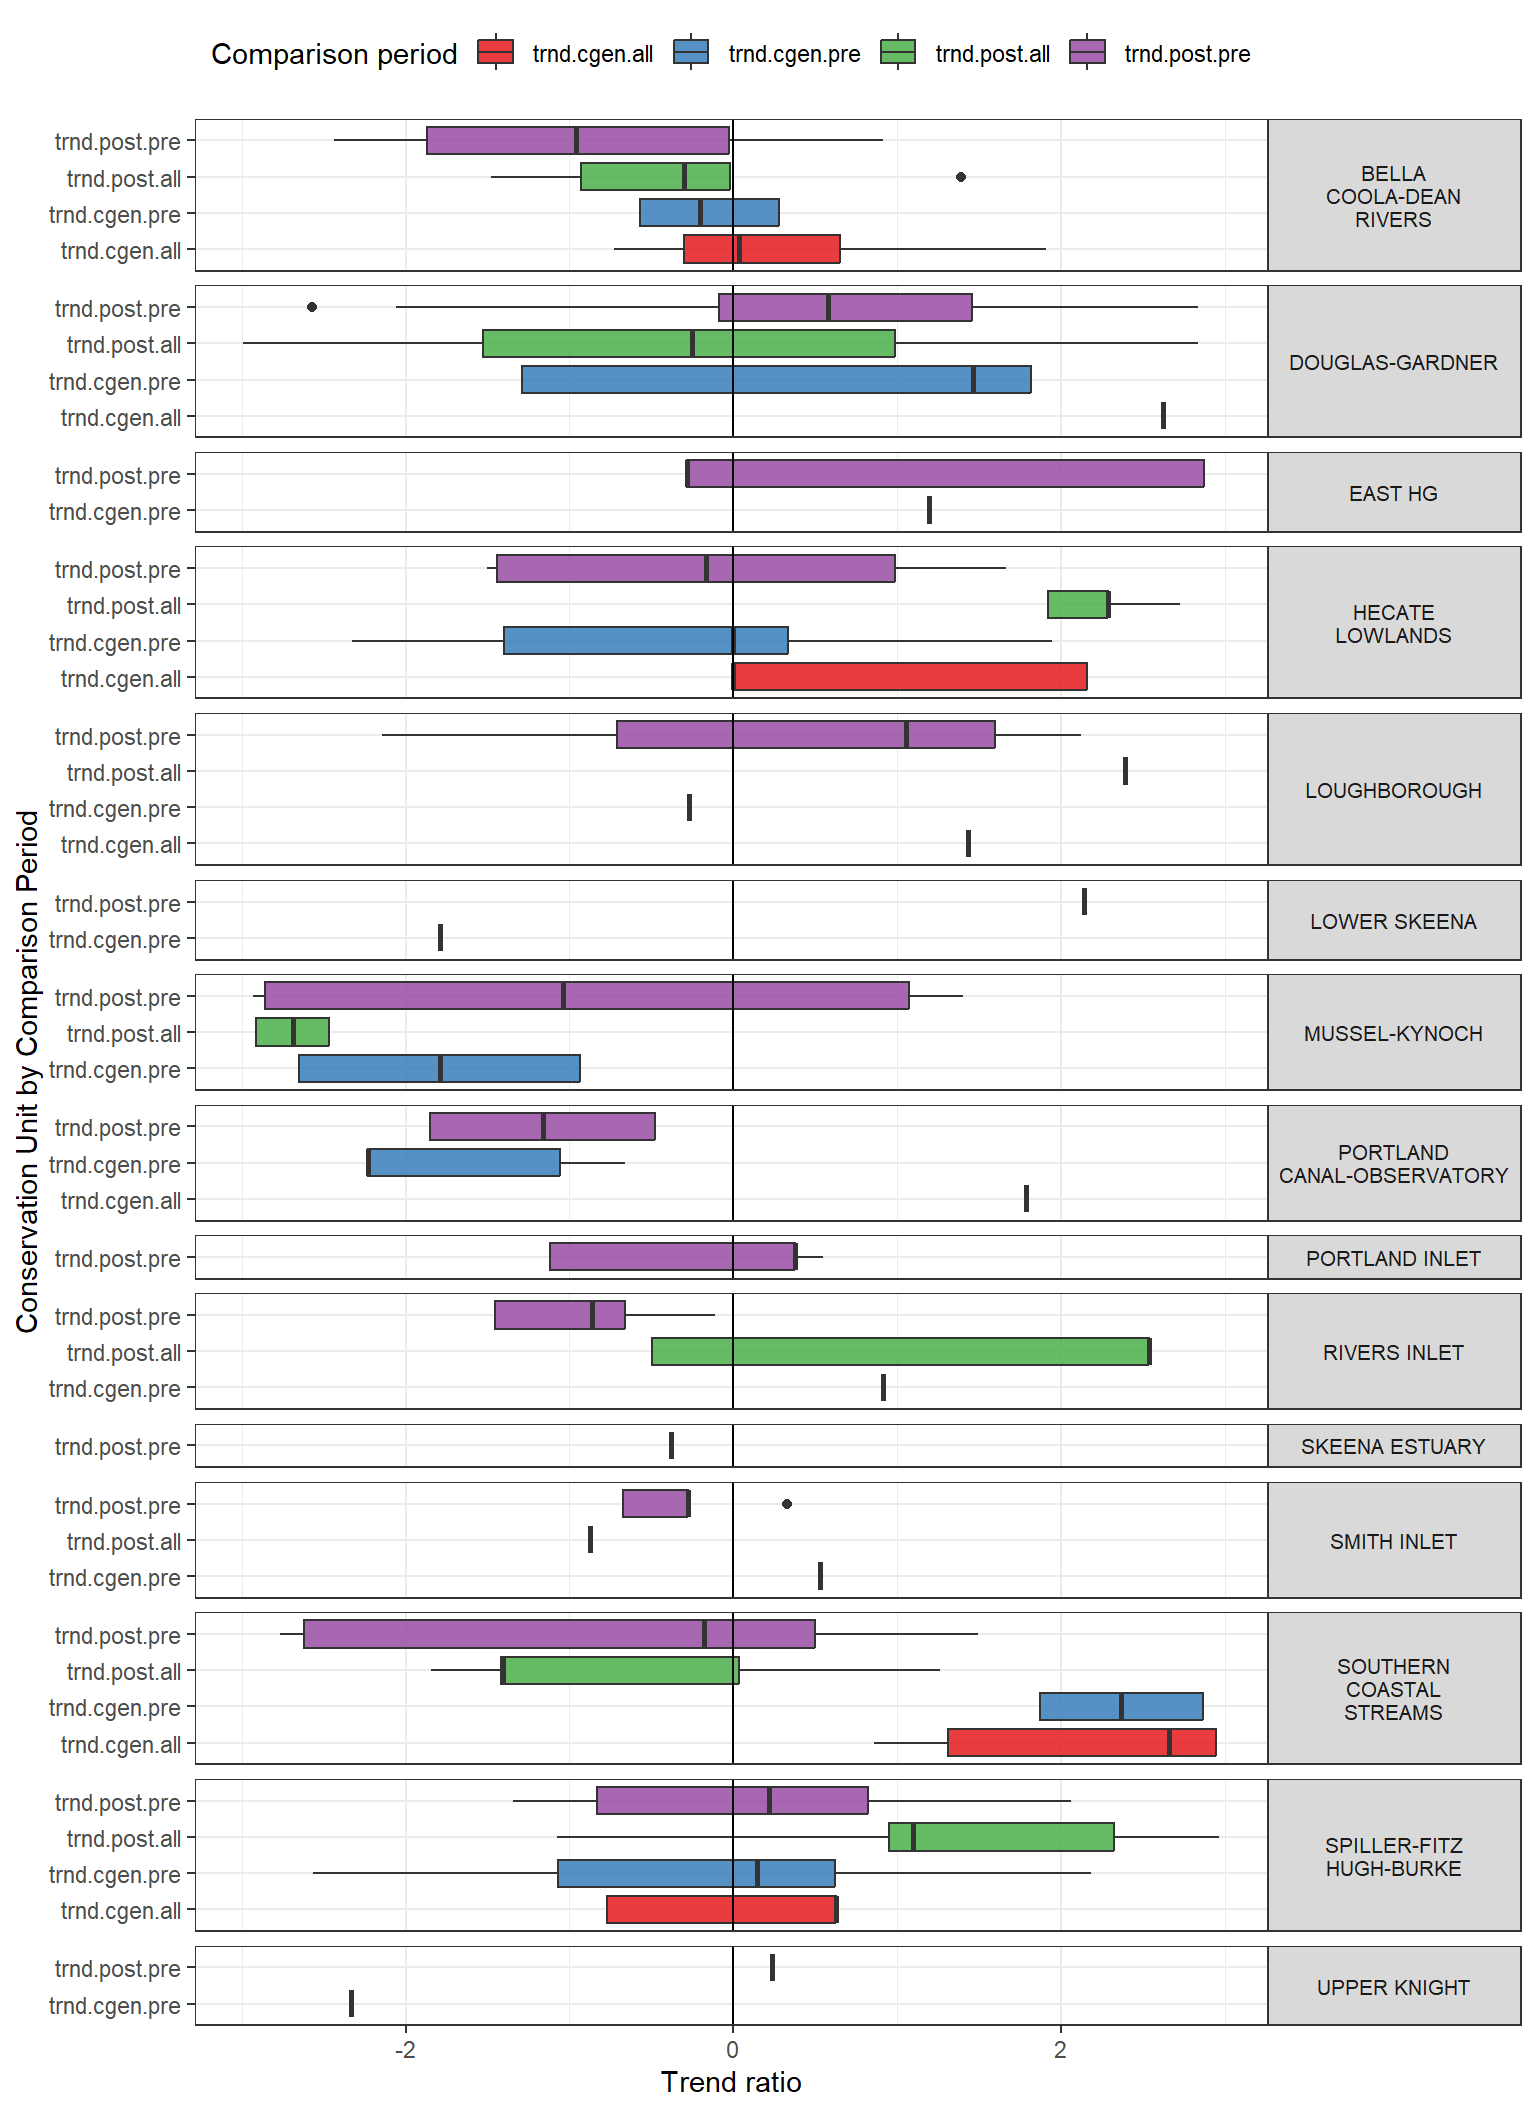 Comparison period trnd.cgen.all trnd.cgen.pre trnd.post.all trnd.post.pre
Conservation Unit by Comparison Period
trnd.post.pre
trnd.post.all
trnd.cgen.pre
trnd.cgen.all
BELLA
COOLA-DEAN
RIVERS
trnd.post.pre
trnd.post.all
trnd.cgen.pre
trnd.cgen.all
DOUGLAS-GARDNER
trnd.post.pre
trnd.cgen.pre
EAST HG
trnd.post.pre
trnd.post.all
trnd.cgen.pre
trnd.cgen.all
HECATE
LOWLANDS
trnd.post.pre
trnd.post.all
trnd.cgen.pre
trnd.cgen.all
LOUGHBOROUGH
trnd.post.pre
trnd.cgen.pre
LOWER SKEENA
trnd.post.pre
trnd.post.all
trnd.cgen.pre
MUSSEL-KYNOCH
trnd.post.pre
trnd.cgen.pre
trnd.cgen.all
PORTLAND
CANAL-OBSERVATORY
trnd.post.pre
PORTLAND INLET
trnd.post.pre
trnd.post.all
trnd.cgen.pre
RIVERS INLET
trnd.post.pre
SKEENA ESTUARY
trnd.post.pre
trnd.post.all
trnd.cgen.pre
SMITH INLET
trnd.post.pre
trnd.post.all
trnd.cgen.pre
trnd.cgen.all
SOUTHERN
COASTAL
STREAMS
trnd.post.pre
trnd.post.all
trnd.cgen.pre
trnd.cgen.all
SPILLER-FITZ
HUGH-BURKE
trnd.post.pre
trnd.cgen.pre
UPPER KNIGHT
-2 0 2
Trend ratio